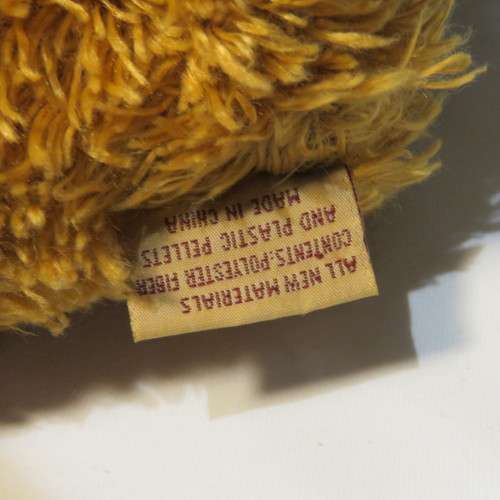 ALL NEW MATERIALS
CONTENTS:POLYESTER FIBER
AND PLASTIC PELLETS
MADE IN CHINA